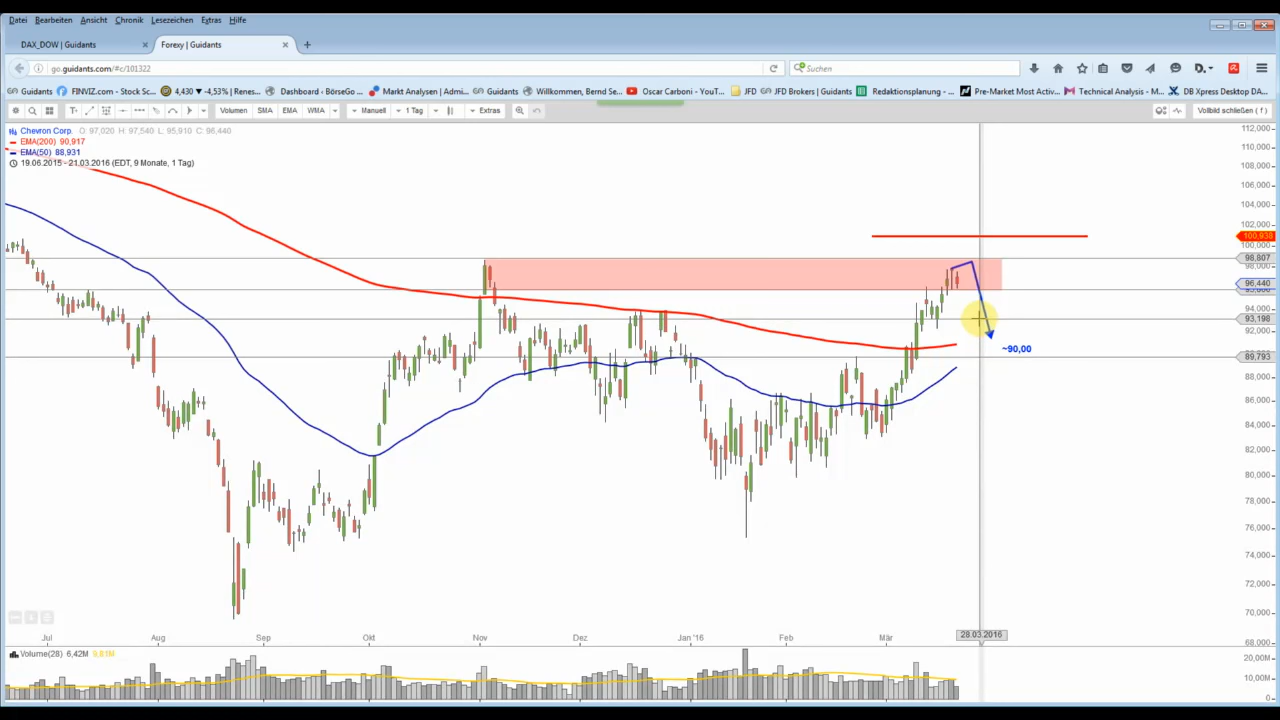 Datei Bearbeiten Ansicht Chronik Lesezeichen Extras Hilfe
DAX_DOW | Guidants × Forexy | Guidants × +
go.guidants.com/#c/101322 Suchen
Guidants FINVIZ.com - Stock Sc... 4,430 -4,53% | Renes... Dashboard - BörseGo ... Markt Analysen | Admi... Guidants Willkommen, Bernd Se... Oscar Carboni - YouT... JFD JFD Brokers | Guidants Redaktionsplanung - ... Pre-Market Most Activ... Technical Analysis - M... DB Xpress Desktop DA...
Volumen SMA EMA WMA Manuell 1 Tag Extras Vollbild schließen ( f )
Chevron Corp. O: 97,020 H: 97,540 L: 95,910 C: 96,440
EMA(200) 90,917
EMA(50) 88,931
19.06.2015 - 21.03.2016 (EDT, 9 Monate, 1 Tag)
112,000
110,000
108,000
106,000
104,000
102,000
100,938
98,807
98,000
96,440
94,000
93,198
~90,00
89,793
88,000
86,000
84,000
82,000
80,000
78,000
76,000
74,000
72,000
70,000
68,000
Jul Aug Sep Okt Nov Dez Jan '16 Feb Mär 28.03.2016
Volume(28) 6,42M 9,81M
20,00M
10,00M
0